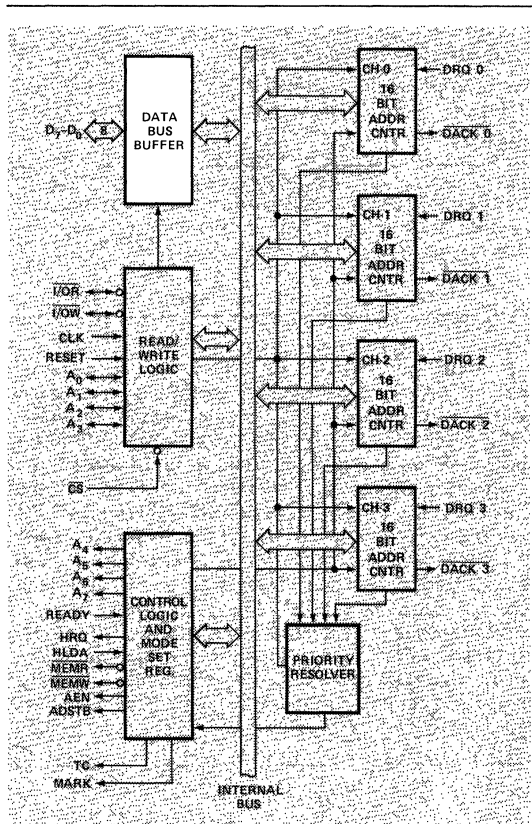 DATA
BUS
BUFFER
D7-D0
8
I/OR
I/OW
CLK
RESET
A0
A1
A2
A3
READ/
WRITE
LOGIC
CS
A4
A5
A6
A7
READY
HRQ
HLDA
MEMR
MEMW
AEN
ADSTB
TC
MARK
CONTROL
LOGIC
AND
MODE
SET
REG.
INTERNAL
BUS
CH-0
16
BIT
ADDR
CNTR
DRQ 0
DACK 0
CH-1
16
BIT
ADDR
CNTR
DRQ 1
DACK 1
CH-2
16
BIT
ADDR
CNTR
DRQ 2
DACK 2
CH-3
16
BIT
ADDR
CNTR
DRQ 3
DACK 3
PRIORITY
RESOLVER